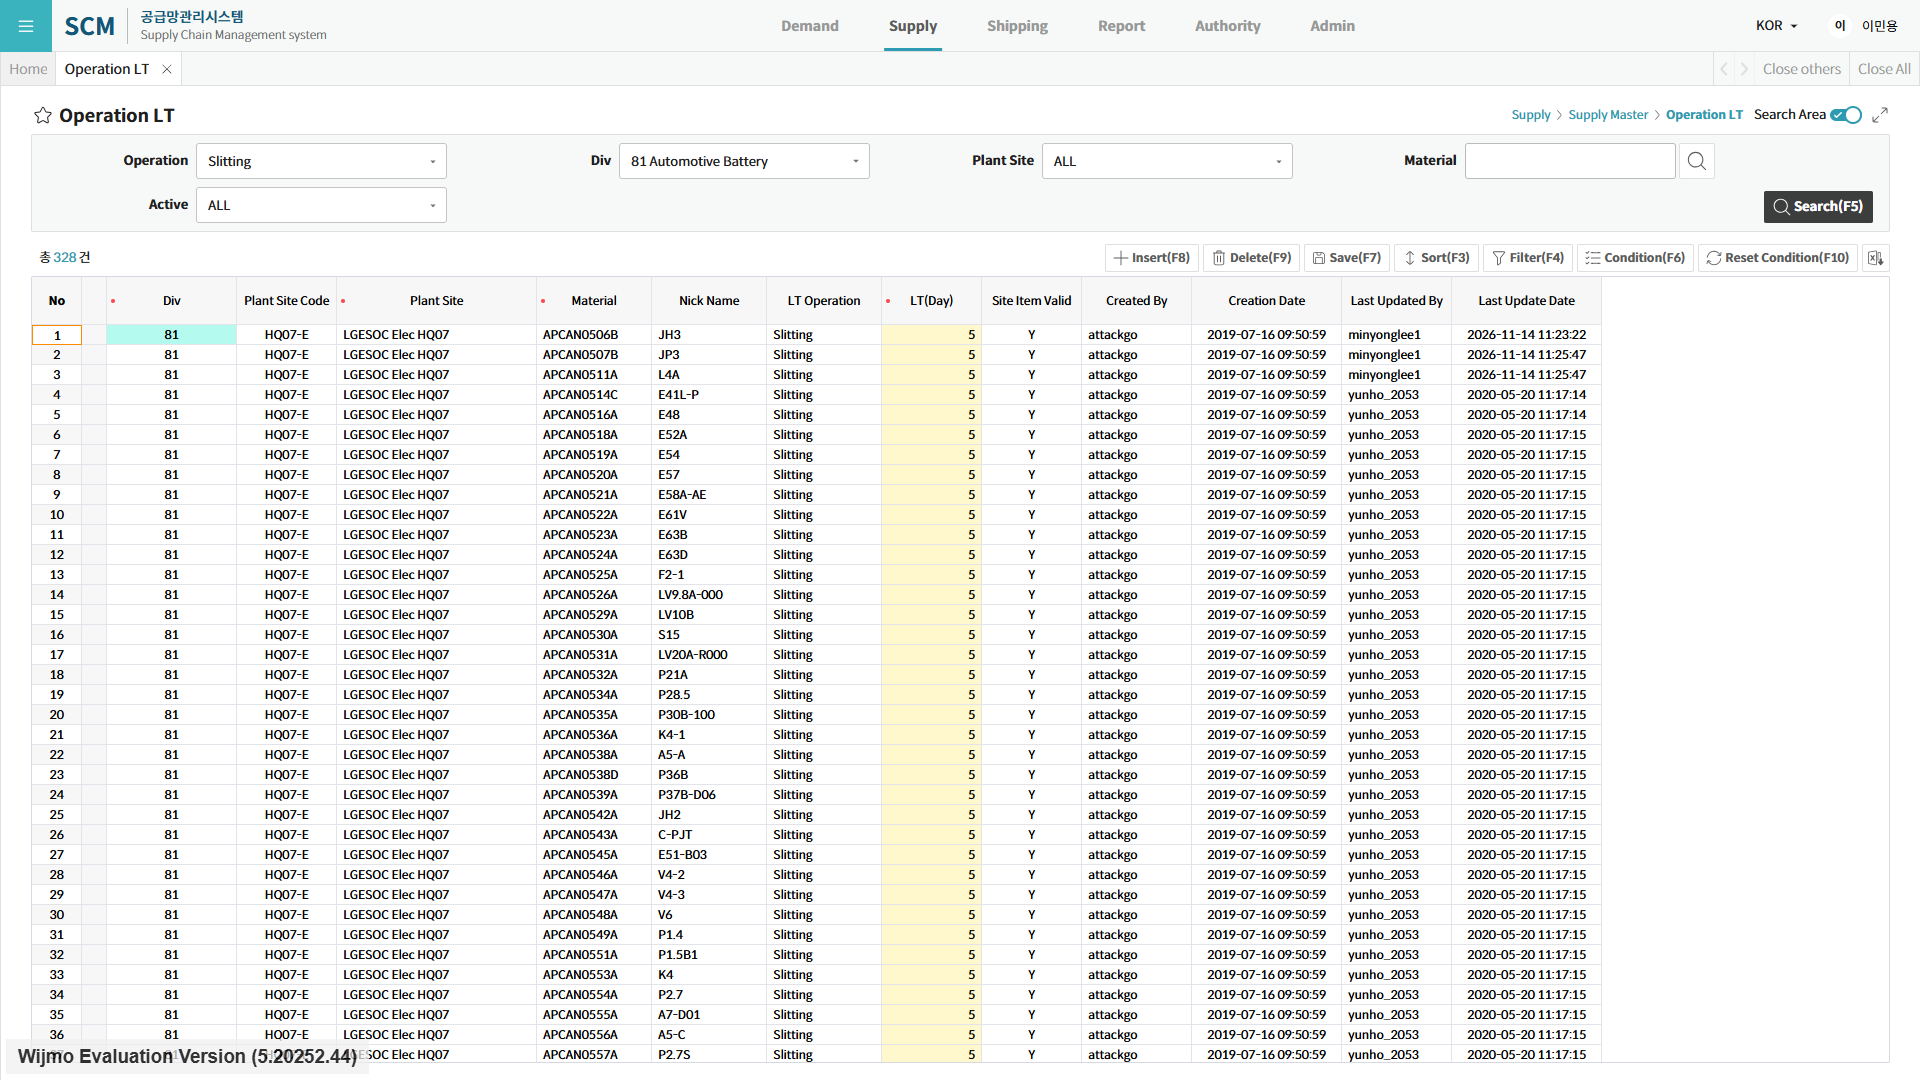 SCM 공급망관리시스템
Supply Chain Management system
Demand Supply Shipping Report Authority Admin
KOR 이 이민용
Home Operation LT Close others Close All
Operation LT
Supply > Supply Master > Operation LT Search Area
Operation Slitting Div 81 Automotive Battery Plant Site ALL Material
Active ALL Search(F5)
총 328 건 Insert(F8) Delete(F9) Save(F7) Sort(F3) Filter(F4) Condition(F6) Reset Condition(F10)
No Div Plant Site Code Plant Site Material Nick Name LT Operation LT(Day) Site Item Valid Created By Creation Date Last Updated By Last Update Date
1 81 HQ07-E LGESOC Elec HQ07 APCAN0506B JH3 Slitting 5 Y attackgo 2019-07-16 09:50:59 minyonglee1 2026-11-14 11:23:22
2 81 HQ07-E LGESOC Elec HQ07 APCAN0507B JP3 Slitting 5 Y attackgo 2019-07-16 09:50:59 minyonglee1 2026-11-14 11:25:47
3 81 HQ07-E LGESOC Elec HQ07 APCAN0511A L4A Slitting 5 Y attackgo 2019-07-16 09:50:59 minyonglee1 2026-11-14 11:25:47
4 81 HQ07-E LGESOC Elec HQ07 APCAN0514C E41L-P Slitting 5 Y attackgo 2019-07-16 09:50:59 yunho_2053 2020-05-20 11:17:14
5 81 HQ07-E LGESOC Elec HQ07 APCAN0516A E48 Slitting 5 Y attackgo 2019-07-16 09:50:59 yunho_2053 2020-05-20 11:17:14
6 81 HQ07-E LGESOC Elec HQ07 APCAN0518A E52A Slitting 5 Y attackgo 2019-07-16 09:50:59 yunho_2053 2020-05-20 11:17:15
7 81 HQ07-E LGESOC Elec HQ07 APCAN0519A E54 Slitting 5 Y attackgo 2019-07-16 09:50:59 yunho_2053 2020-05-20 11:17:15
8 81 HQ07-E LGESOC Elec HQ07 APCAN0520A E57 Slitting 5 Y attackgo 2019-07-16 09:50:59 yunho_2053 2020-05-20 11:17:15
9 81 HQ07-E LGESOC Elec HQ07 APCAN0521A E58A-AE Slitting 5 Y attackgo 2019-07-16 09:50:59 yunho_2053 2020-05-20 11:17:15
10 81 HQ07-E LGESOC Elec HQ07 APCAN0522A E61V Slitting 5 Y attackgo 2019-07-16 09:50:59 yunho_2053 2020-05-20 11:17:15
11 81 HQ07-E LGESOC Elec HQ07 APCAN0523A E63B Slitting 5 Y attackgo 2019-07-16 09:50:59 yunho_2053 2020-05-20 11:17:15
12 81 HQ07-E LGESOC Elec HQ07 APCAN0524A E63D Slitting 5 Y attackgo 2019-07-16 09:50:59 yunho_2053 2020-05-20 11:17:15
13 81 HQ07-E LGESOC Elec HQ07 APCAN0525A F2-1 Slitting 5 Y attackgo 2019-07-16 09:50:59 yunho_2053 2020-05-20 11:17:15
14 81 HQ07-E LGESOC Elec HQ07 APCAN0526A LV9.8A-000 Slitting 5 Y attackgo 2019-07-16 09:50:59 yunho_2053 2020-05-20 11:17:15
15 81 HQ07-E LGESOC Elec HQ07 APCAN0529A LV10B Slitting 5 Y attackgo 2019-07-16 09:50:59 yunho_2053 2020-05-20 11:17:15
16 81 HQ07-E LGESOC Elec HQ07 APCAN0530A S15 Slitting 5 Y attackgo 2019-07-16 09:50:59 yunho_2053 2020-05-20 11:17:15
17 81 HQ07-E LGESOC Elec HQ07 APCAN0531A LV20A-R000 Slitting 5 Y attackgo 2019-07-16 09:50:59 yunho_2053 2020-05-20 11:17:15
18 81 HQ07-E LGESOC Elec HQ07 APCAN0532A P21A Slitting 5 Y attackgo 2019-07-16 09:50:59 yunho_2053 2020-05-20 11:17:15
19 81 HQ07-E LGESOC Elec HQ07 APCAN0534A P28.5 Slitting 5 Y attackgo 2019-07-16 09:50:59 yunho_2053 2020-05-20 11:17:15
20 81 HQ07-E LGESOC Elec HQ07 APCAN0535A P30B-100 Slitting 5 Y attackgo 2019-07-16 09:50:59 yunho_2053 2020-05-20 11:17:15
21 81 HQ07-E LGESOC Elec HQ07 APCAN0536A K4-1 Slitting 5 Y attackgo 2019-07-16 09:50:59 yunho_2053 2020-05-20 11:17:15
22 81 HQ07-E LGESOC Elec HQ07 APCAN0538A A5-A Slitting 5 Y attackgo 2019-07-16 09:50:59 yunho_2053 2020-05-20 11:17:15
23 81 HQ07-E LGESOC Elec HQ07 APCAN0538D P36B Slitting 5 Y attackgo 2019-07-16 09:50:59 yunho_2053 2020-05-20 11:17:15
24 81 HQ07-E LGESOC Elec HQ07 APCAN0539A P37B-D06 Slitting 5 Y attackgo 2019-07-16 09:50:59 yunho_2053 2020-05-20 11:17:15
25 81 HQ07-E LGESOC Elec HQ07 APCAN0542A JH2 Slitting 5 Y attackgo 2019-07-16 09:50:59 yunho_2053 2020-05-20 11:17:15
26 81 HQ07-E LGESOC Elec HQ07 APCAN0543A C-PJT Slitting 5 Y attackgo 2019-07-16 09:50:59 yunho_2053 2020-05-20 11:17:15
27 81 HQ07-E LGESOC Elec HQ07 APCAN0545A E51-B03 Slitting 5 Y attackgo 2019-07-16 09:50:59 yunho_2053 2020-05-20 11:17:15
28 81 HQ07-E LGESOC Elec HQ07 APCAN0546A V4-2 Slitting 5 Y attackgo 2019-07-16 09:50:59 yunho_2053 2020-05-20 11:17:15
29 81 HQ07-E LGESOC Elec HQ07 APCAN0547A V4-3 Slitting 5 Y attackgo 2019-07-16 09:50:59 yunho_2053 2020-05-20 11:17:15
30 81 HQ07-E LGESOC Elec HQ07 APCAN0548A V6 Slitting 5 Y attackgo 2019-07-16 09:50:59 yunho_2053 2020-05-20 11:17:15
31 81 HQ07-E LGESOC Elec HQ07 APCAN0549A P1.4 Slitting 5 Y attackgo 2019-07-16 09:50:59 yunho_2053 2020-05-20 11:17:15
32 81 HQ07-E LGESOC Elec HQ07 APCAN0551A P1.5B1 Slitting 5 Y attackgo 2019-07-16 09:50:59 yunho_2053 2020-05-20 11:17:15
33 81 HQ07-E LGESOC Elec HQ07 APCAN0553A K4 Slitting 5 Y attackgo 2019-07-16 09:50:59 yunho_2053 2020-05-20 11:17:15
34 81 HQ07-E LGESOC Elec HQ07 APCAN0554A P2.7 Slitting 5 Y attackgo 2019-07-16 09:50:59 yunho_2053 2020-05-20 11:17:15
35 81 HQ07-E LGESOC Elec HQ07 APCAN0555A A7-D01 Slitting 5 Y attackgo 2019-07-16 09:50:59 yunho_2053 2020-05-20 11:17:15
36 81 HQ07-E LGESOC Elec HQ07 APCAN0556A A5-C Slitting 5 Y attackgo 2019-07-16 09:50:59 yunho_2053 2020-05-20 11:17:15
LGESOC Elec HQ07 APCAN0557A P2.7S Slitting 5 Y attackgo 2019-07-16 09:50:59 yunho_2053 2020-05-20 11:17:15
Wijmo Evaluation Version (5.20252.44)